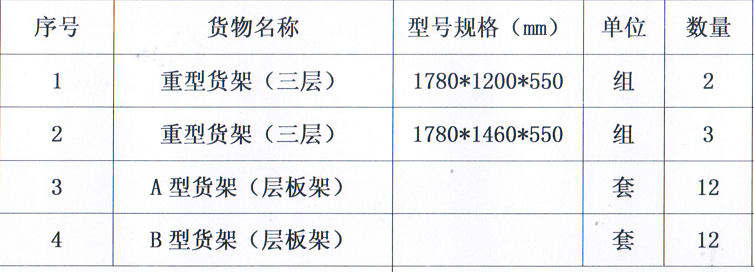 序号 货物名称 型号规格（mm） 单位 数量
1 重型货架（三层） 1780*1200*550 组 2
2 重型货架（三层） 1780*1460*550 组 3
3 A 型货架（层板架） 套 12
4 B 型货架（层板架） 套 12